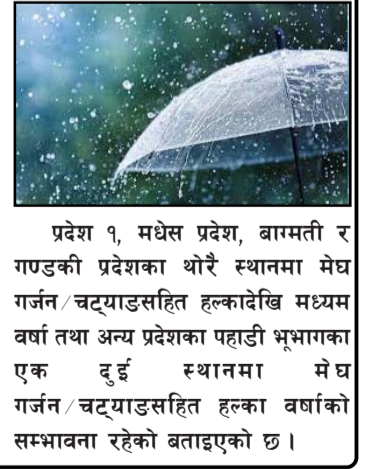 प्रदेश १, मधेस प्रदेश, बाग्मती र
गण्डकी प्रदेशका थोरै स्थानमा मेघ
गर्जन/चट्याङसहित हल्कादेखि मध्यम
वर्षा तथा अन्य प्रदेशका पहाडी भूभागका
एक दुई स्थानमा मेघ
गर्जन/चट्याङसहित हल्का वर्षाको
सम्भावना रहेको बताइएको छ ।